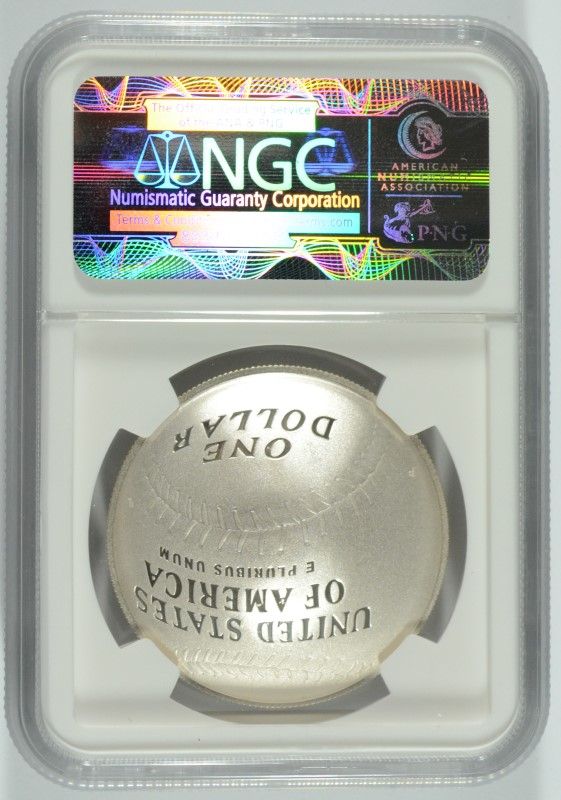 The Official Grading Service
of the ANA & PNG
NGC
Numismatic Guaranty Corporation
Terms &
AMERICAN
NUMISMATIC
ASSOCIATION
PNG
UNITED STATES
OF AMERICA
E PLURIBUS UNUM
ONE
DOLLAR